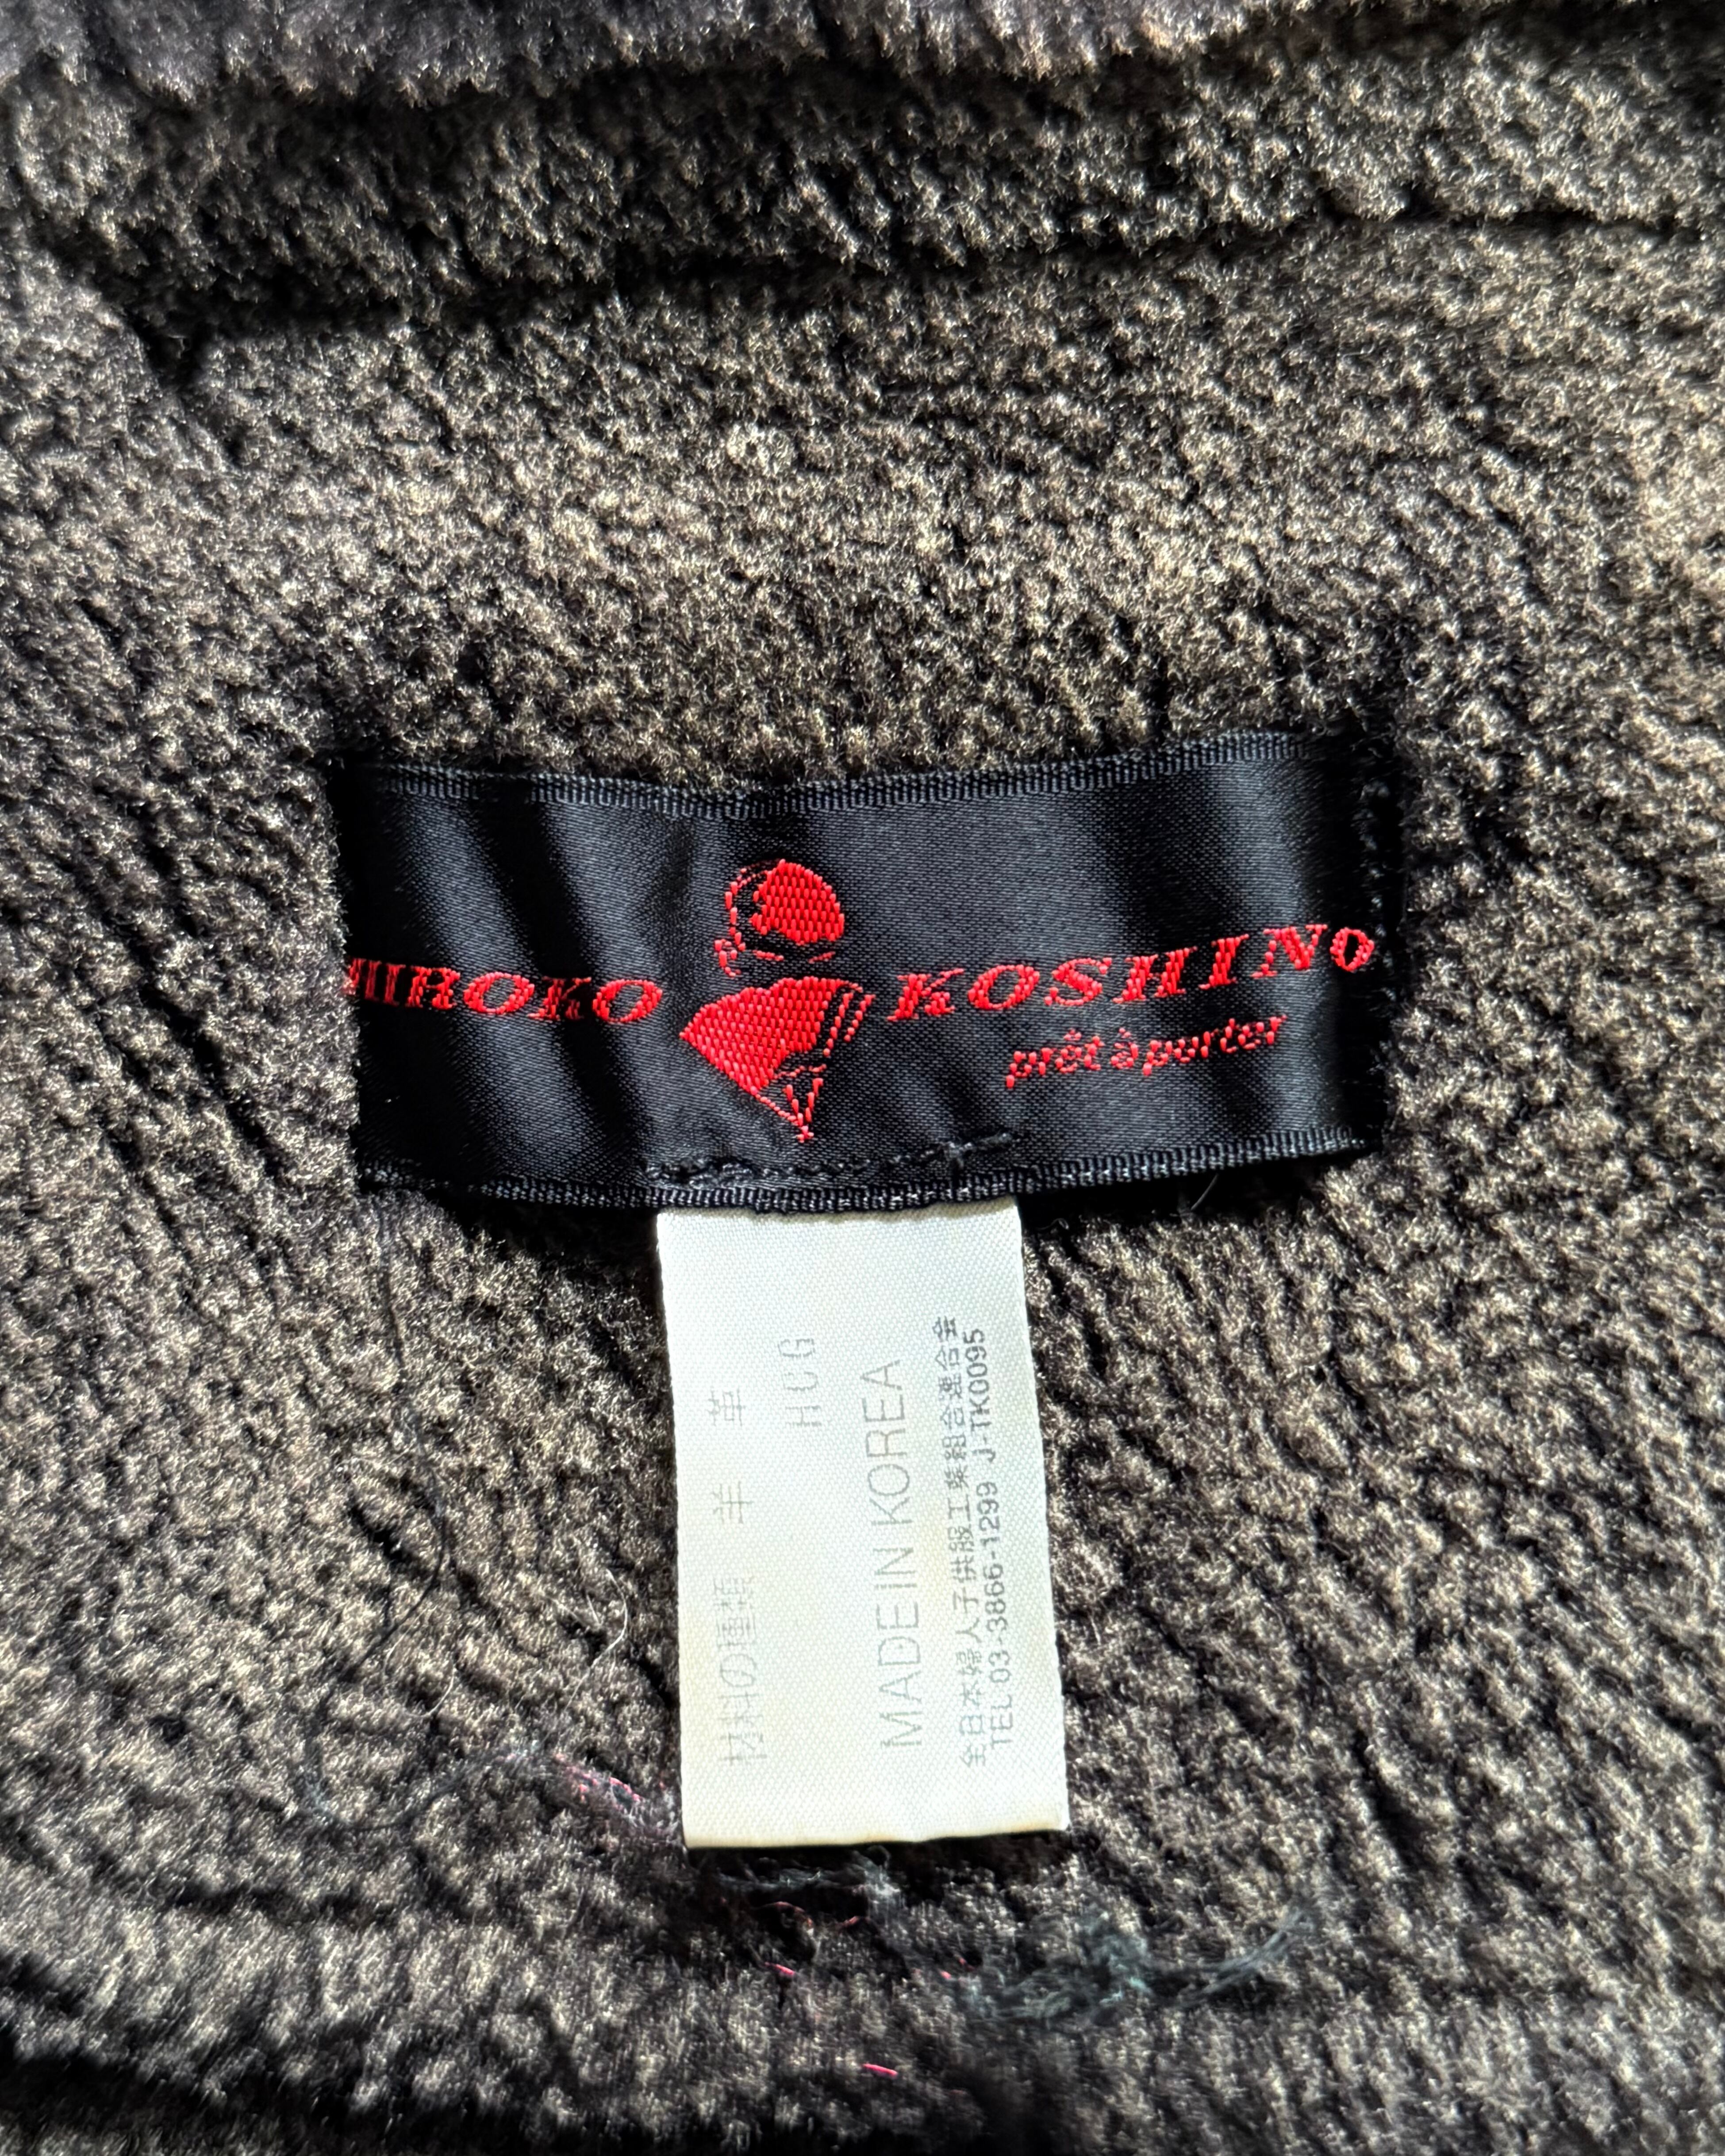 HIROKO KOSHINO
prêt à porter
材料の種類 羊 革
HCG
MADE IN KOREA
全日本婦人子供服工業組合連合会
TEL 03-3866-1299 J-TK0095